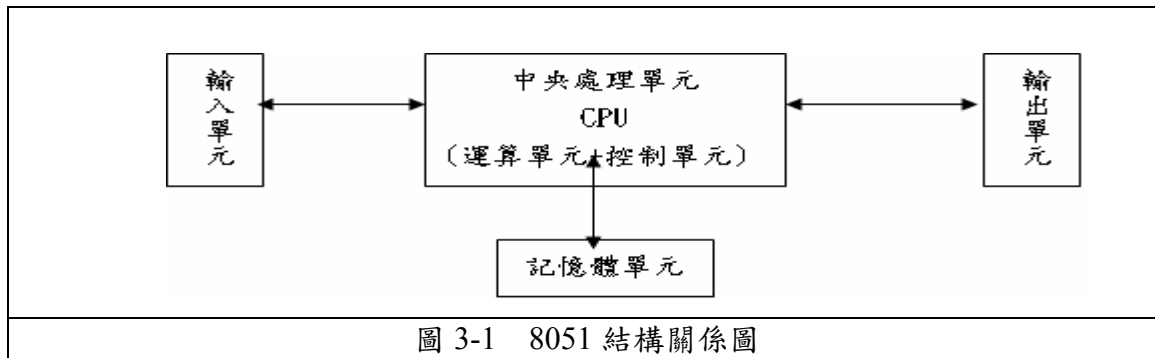 輸入單元
中央處理單元
CPU
(運算單元+控制單元)
輸出單元
記憶體單元
圖 3-1 8051 結構關係圖